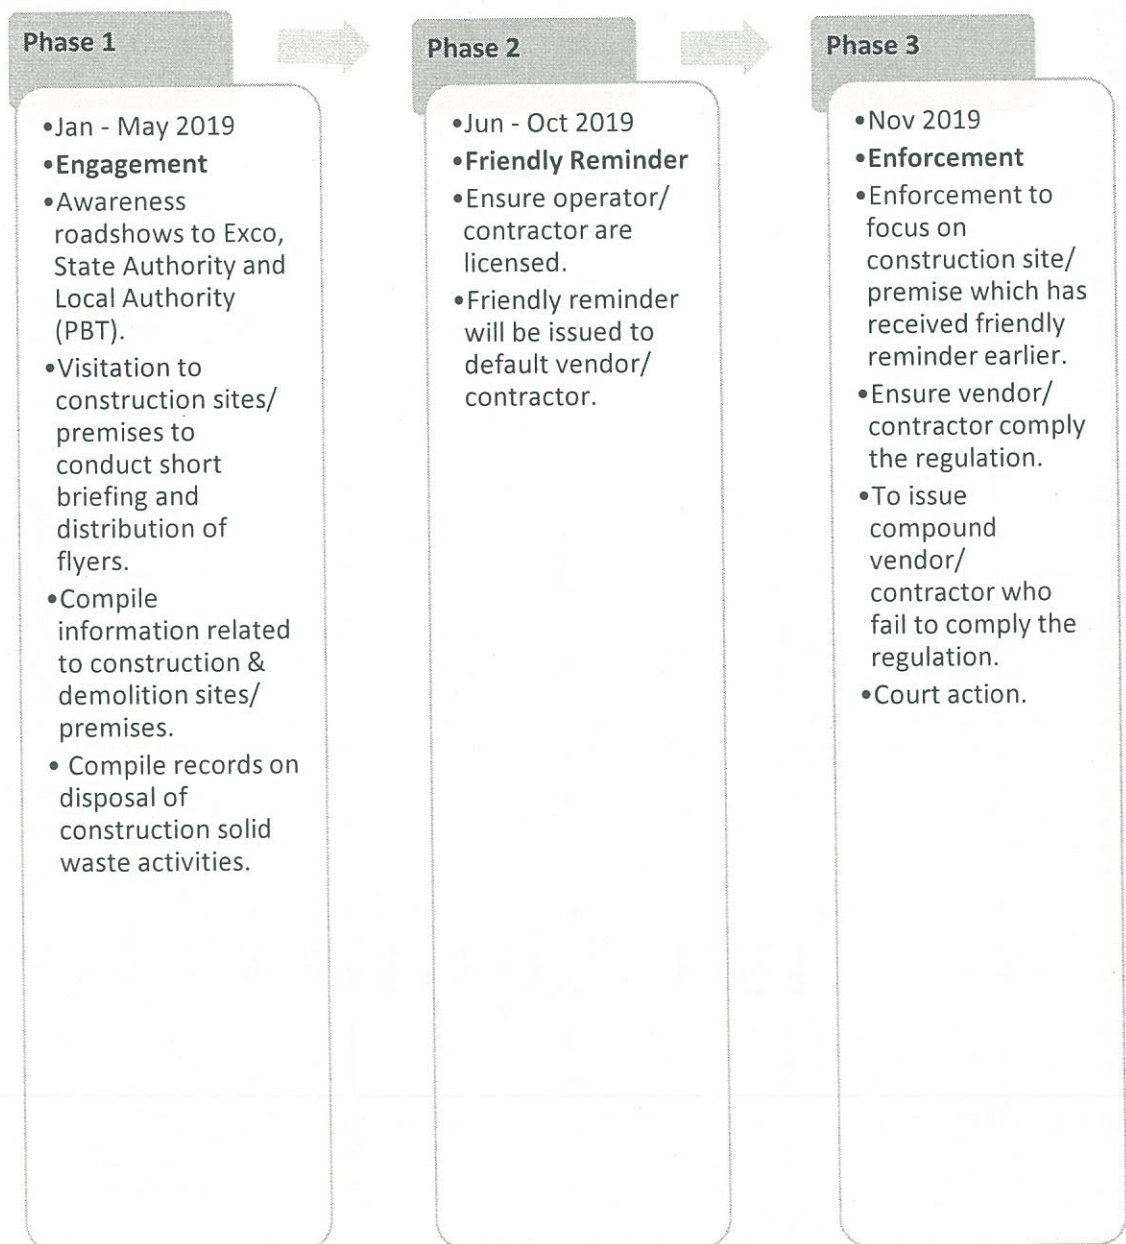 Phase 1
•Jan - May 2019
•Engagement
•Awareness
roadshows to Exco,
State Authority and
Local Authority
(PBT).
•Visitation to
construction sites/
premises to
conduct short
briefing and
distribution of
flyers.
•Compile
information related
to construction &
demolition sites/
premises.
• Compile records on
disposal of
construction solid
waste activities.
Phase 2
•Jun - Oct 2019
•Friendly Reminder
•Ensure operator/
contractor are
licensed.
•Friendly reminder
will be issued to
default vendor/
contractor.
Phase 3
•Nov 2019
•Enforcement
•Enforcement to
focus on
construction site/
premise which has
received friendly
reminder earlier.
•Ensure vendor/
contractor comply
the regulation.
•To issue
compound
vendor/
contractor who
fail to comply the
regulation.
•Court action.